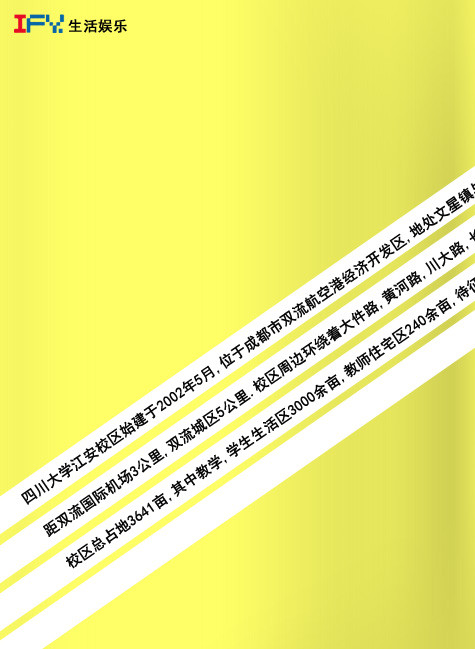 IFY. 生活娱乐
四川大学江安校区始建于2002年5月,位于成都市双流航空港经济开发区,地处文星镇
距双流国际机场3公里,双流城区5公里.校区周边环绕着大件路,黄河路,川大路,
校区总占地3641亩,其中教学,学生生活区3000余亩,教师住宅区240余亩,待征